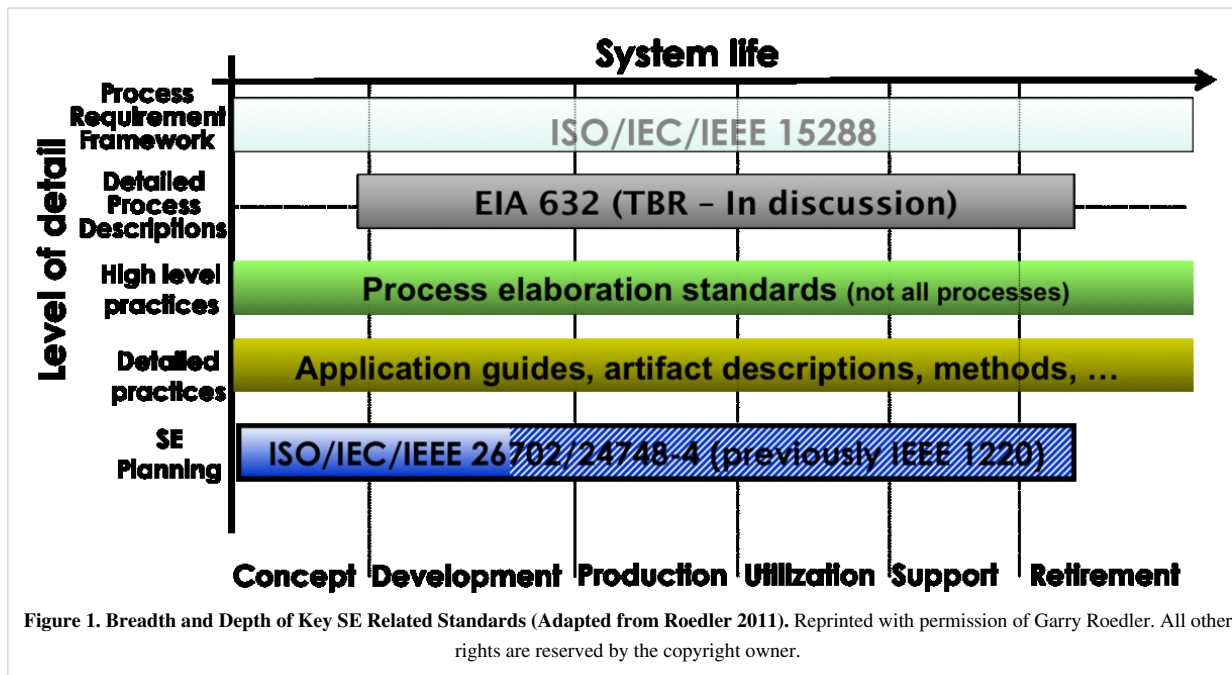 System life
Level of detail
Process
Requirement
Framework
ISO/IEC/IEEE 15288
Detailed
Process
Descriptions
EIA 632 (TBR – In discussion)
High level
practices
Process elaboration standards (not all processes)
Detailed
practices
Application guides, artifact descriptions, methods, …
SE
Planning
ISO/IEC/IEEE 26702/24748-4 (previously IEEE 1220)
Concept Development Production Utilization Support Retirement
Figure 1. Breadth and Depth of Key SE Related Standards (Adapted from Roedler 2011). Reprinted with permission of Garry Roedler. All other
rights are reserved by the copyright owner.